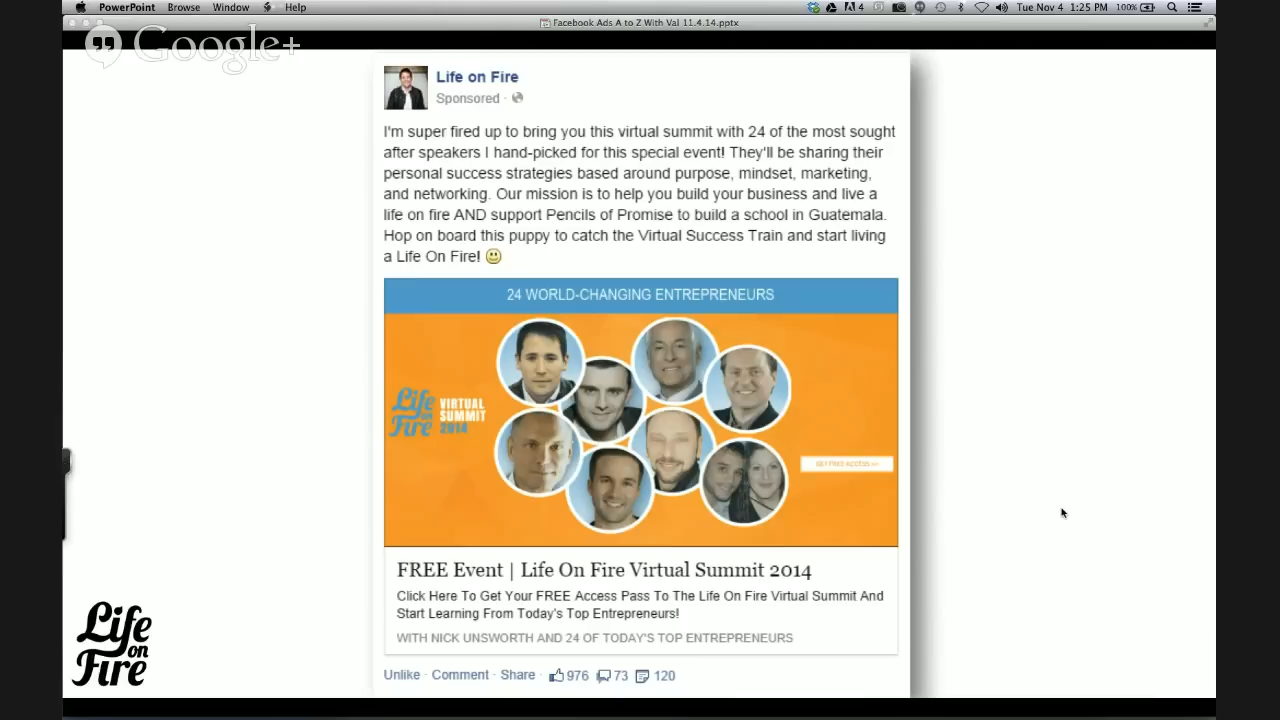 PowerPoint Browse Window Help
4
Tue Nov 4 1:25 PM 100%
Facebook Ads A to Z With Val 11.4.14.pptx
Google+
Life on Fire
Sponsored ·
I'm super fired up to bring you this virtual summit with 24 of the most sought
after speakers I hand-picked for this special event! They'll be sharing their
personal success strategies based around purpose, mindset, marketing,
and networking. Our mission is to help you build your business and live a
life on fire AND support Pencils of Promise to build a school in Guatemala.
Hop on board this puppy to catch the Virtual Success Train and start living
a Life On Fire!
24 WORLD-CHANGING ENTREPRENEURS
Life on Fire
VIRTUAL
SUMMIT
2014
GET FREE ACCESS >>
FREE Event | Life On Fire Virtual Summit 2014
Click Here To Get Your FREE Access Pass To The Life On Fire Virtual Summit And
Start Learning From Today's Top Entrepreneurs!
WITH NICK UNSWORTH AND 24 OF TODAY'S TOP ENTREPRENEURS
Unlike · Comment · Share · 976 73 120
Life
on
Fire